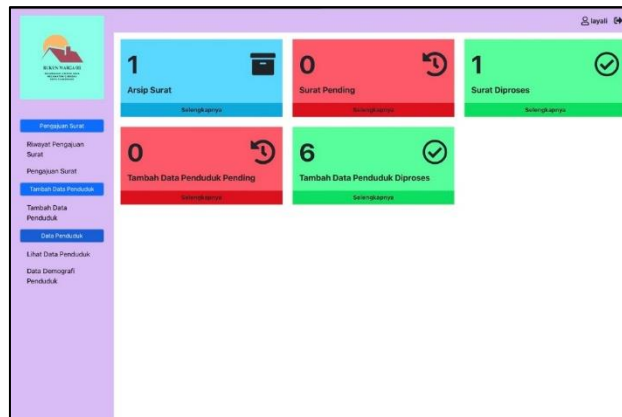 layali
1
Arsip Surat
Selengkapnya
0
Surat Pending
Selengkapnya
1
Surat Diproses
Selengkapnya
0
Tambah Data Penduduk Pending
Selengkapnya
6
Tambah Data Penduduk Diproses
Selengkapnya
Pengajuan Surat
Riwayat Pengajuan
Surat
Pengajuan Surat
Tambah Data Penduduk
Tambah Data
Penduduk
Data Penduduk
Lihat Data Penduduk
Data Demografi
Penduduk